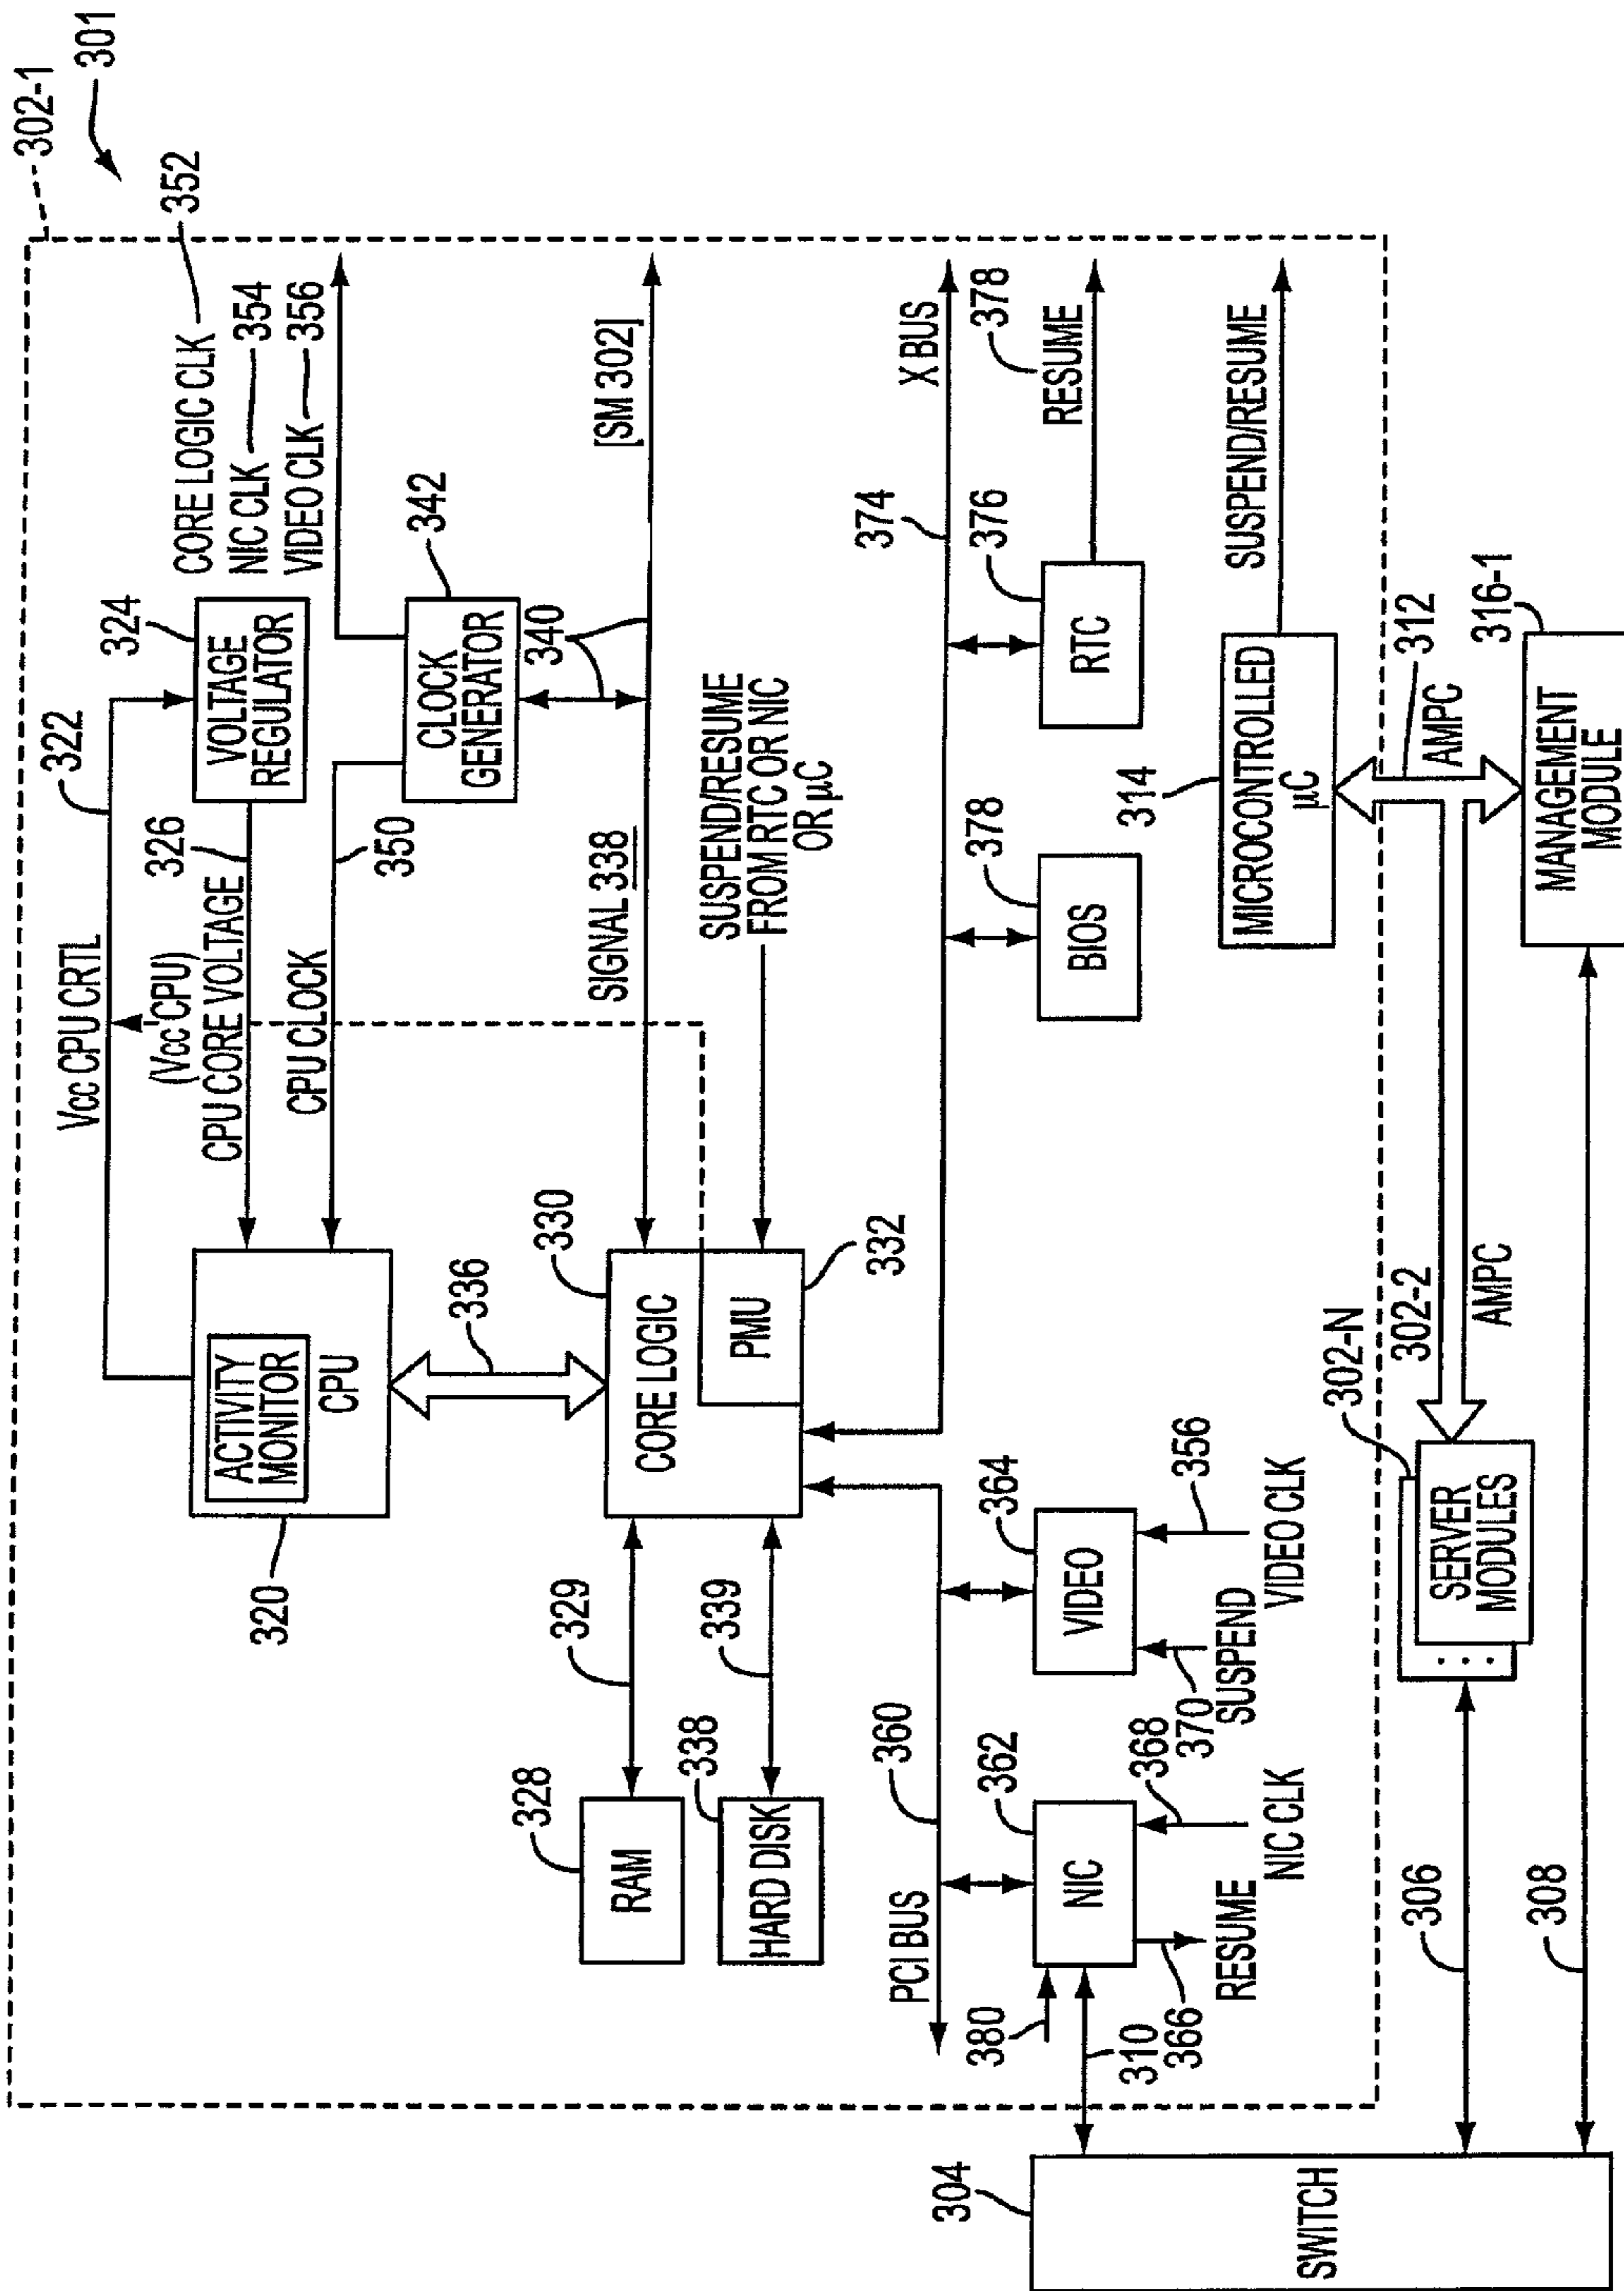 302-1
301
CORE LOGIC CLK 352
NIC CLK 354
VIDEO CLK 356
322
324
VOLTAGE
REGULATOR
Vcc CPU CRTL
326
(Vcc CPU)
CPU CORE VOLTAGE
350
CPU CLOCK
342
CLOCK
GENERATOR
340
ACTIVITY
MONITOR
CPU
320
336
SIGNAL 338
[SM 302]
SUSPEND/RESUME
FROM RTC OR NIC
OR μC
330
CORE LOGIC
PMU
332
328
RAM
329
338
HARD DISK
339
PCI BUS
360
374
X BUS
362
NIC
364
VIDEO
378
BIOS
376
RTC
378
RESUME
380
310
366
RESUME
368
NIC CLK
370
SUSPEND
356
VIDEO CLK
314
MICROCONTROLLED
μC
SUSPEND/RESUME
312
AMPC
304
SWITCH
306
308
302-N
302-2
SERVER
MODULES
...
AMPC
316-1
MANAGEMENT
MODULE